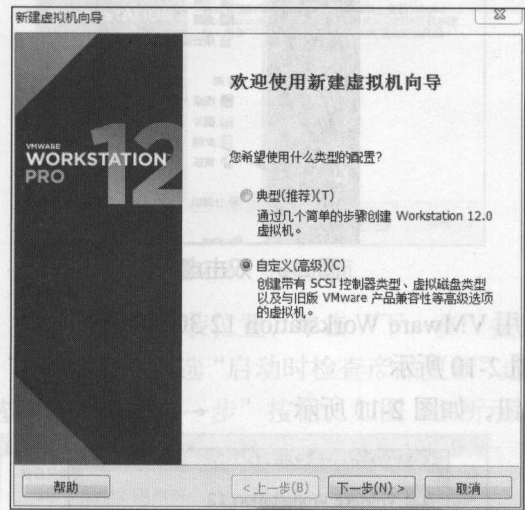 新建虚拟机向导
欢迎使用新建虚拟机向导
VMWARE
WORKSTATION
PRO
12
您希望使用什么类型的配置?
典型(推荐)(T)
通过几个简单的步骤创建 Workstation 12.0
虚拟机。
自定义(高级)(C)
创建带有 SCSI 控制器类型、虚拟磁盘类型
以及与旧版 VMware 产品兼容性等高级选项
的虚拟机。
帮助
< 上一步(B)
下一步(N) >
取消